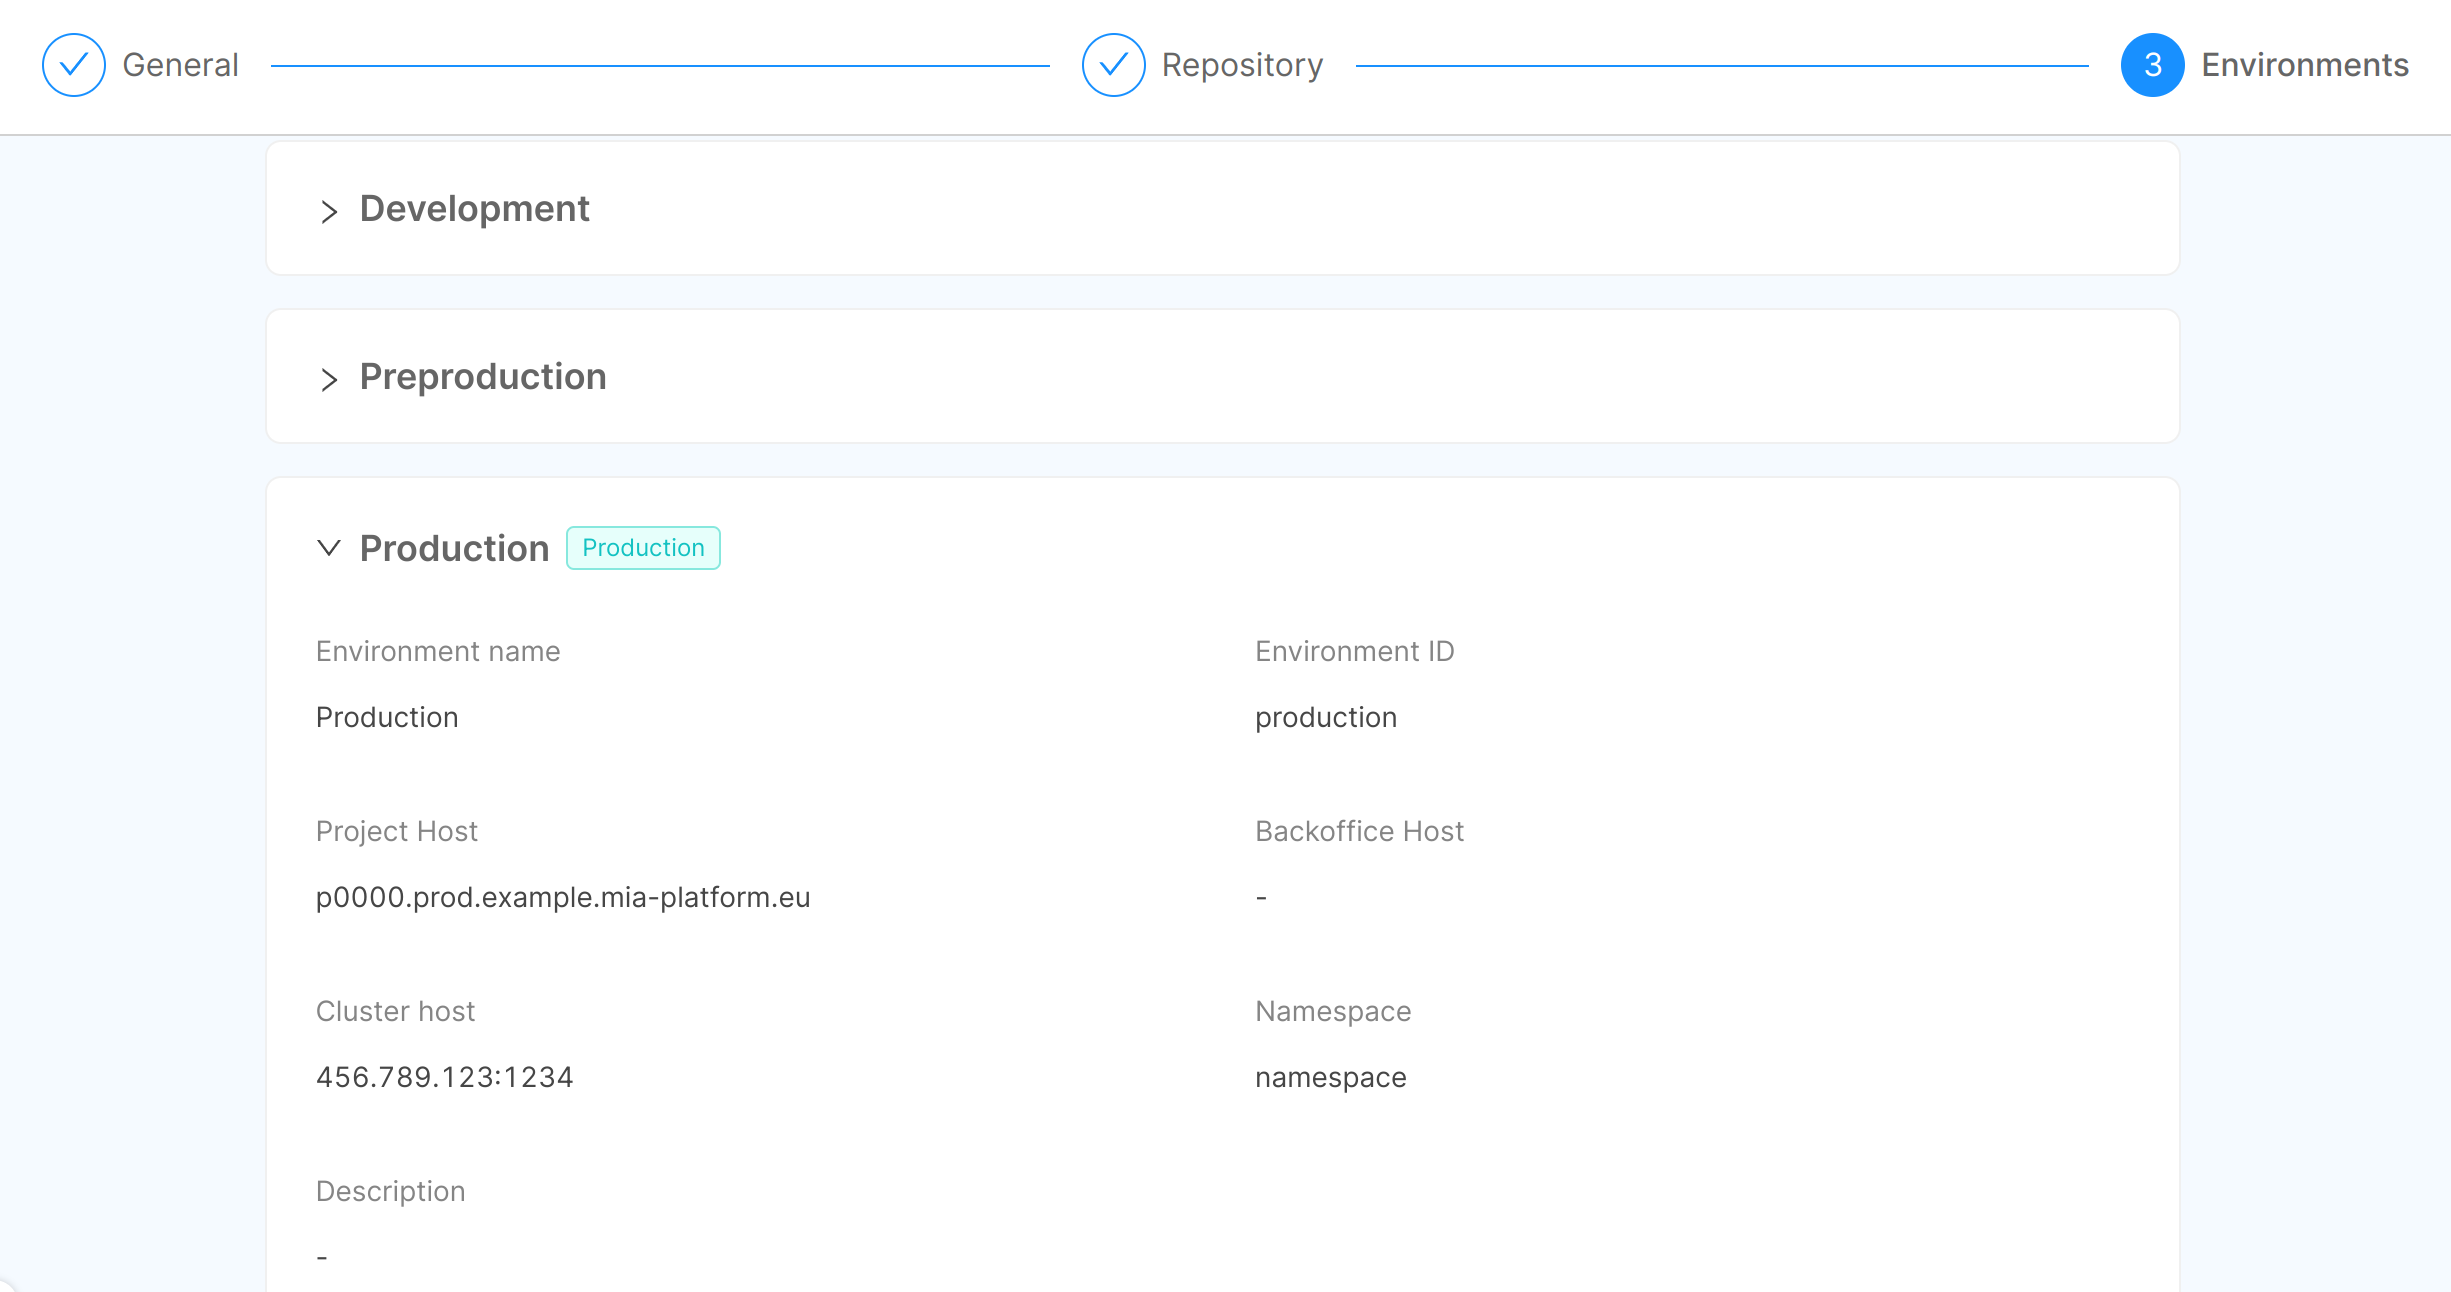 General
Repository
3 Environments
Development
Preproduction
Production Production
Environment name Environment ID
Production production
Project Host Backoffice Host
p0000.prod.example.mia-platform.eu -
Cluster host Namespace
456.789.123:1234 namespace
Description
-